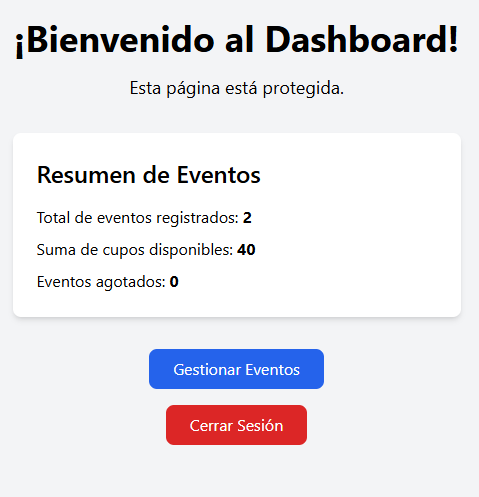 ¡Bienvenido al Dashboard!
Esta página está protegida.
Resumen de Eventos
Total de eventos registrados: 2
Suma de cupos disponibles: 40
Eventos agotados: 0
Gestionar Eventos
Cerrar Sesión